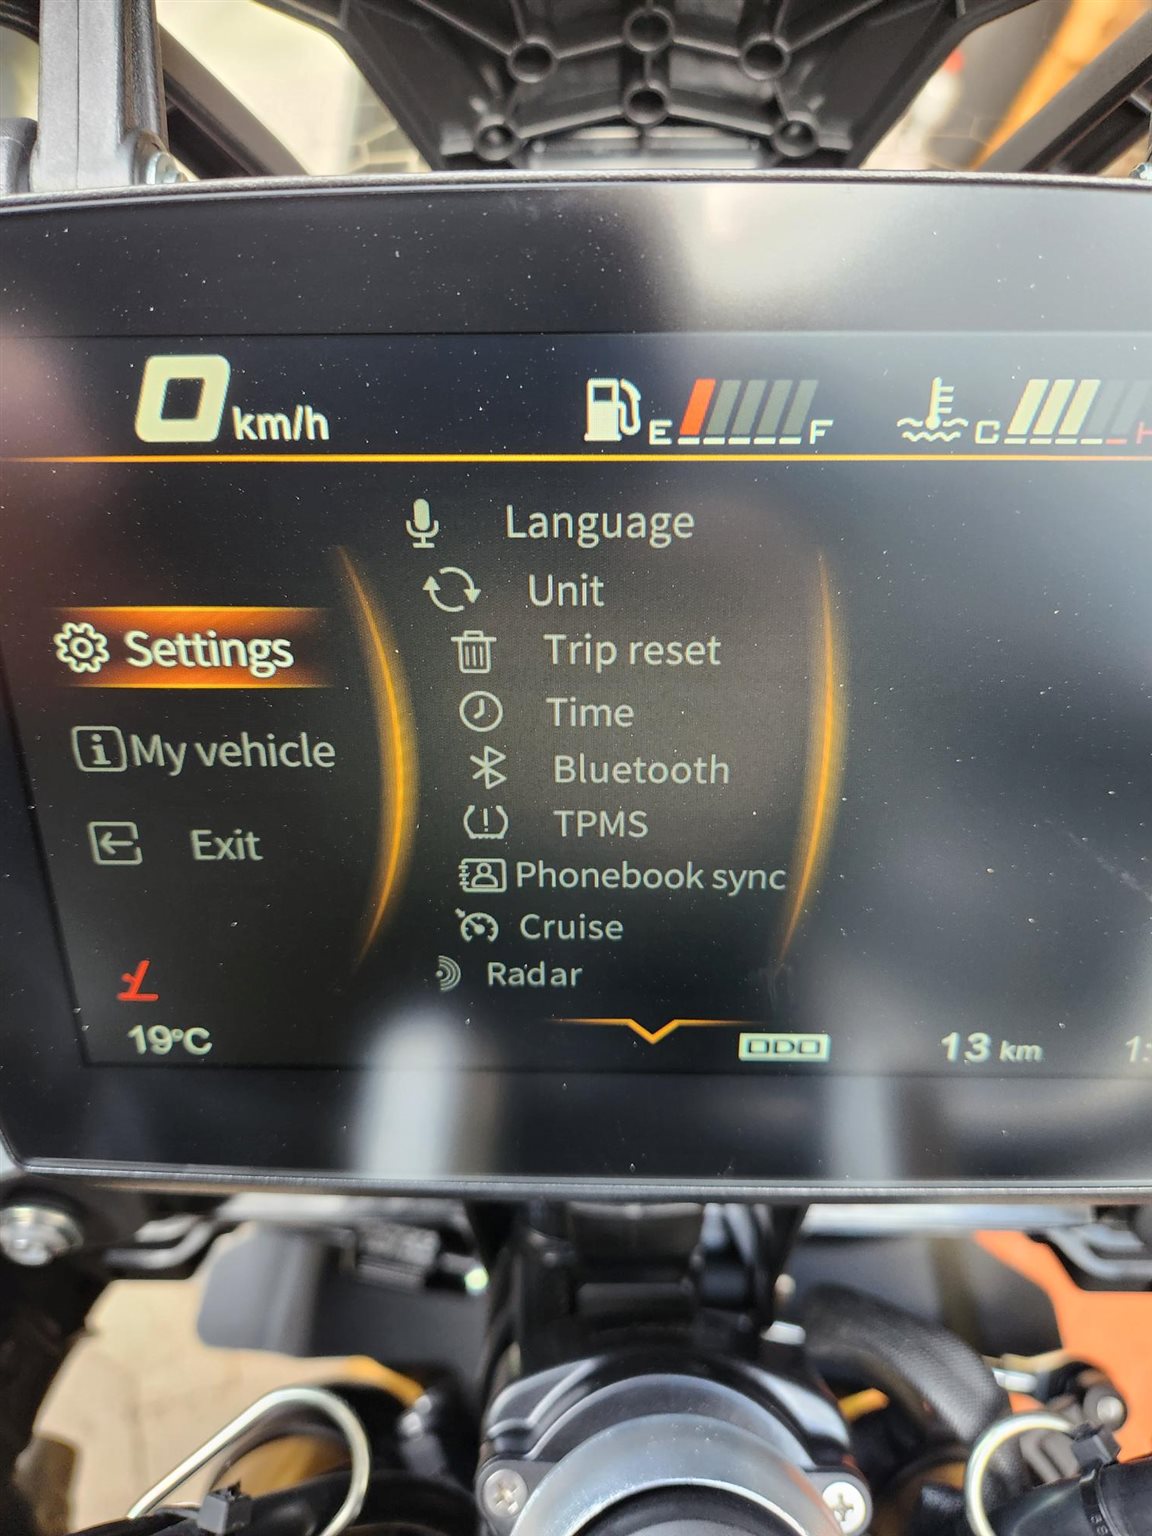 0 km/h
E F
C H
Language
Unit
Settings
Trip reset
Time
My vehicle
Bluetooth
TPMS
Exit
Phonebook sync
Cruise
Radar
19°C
ODO
13 km